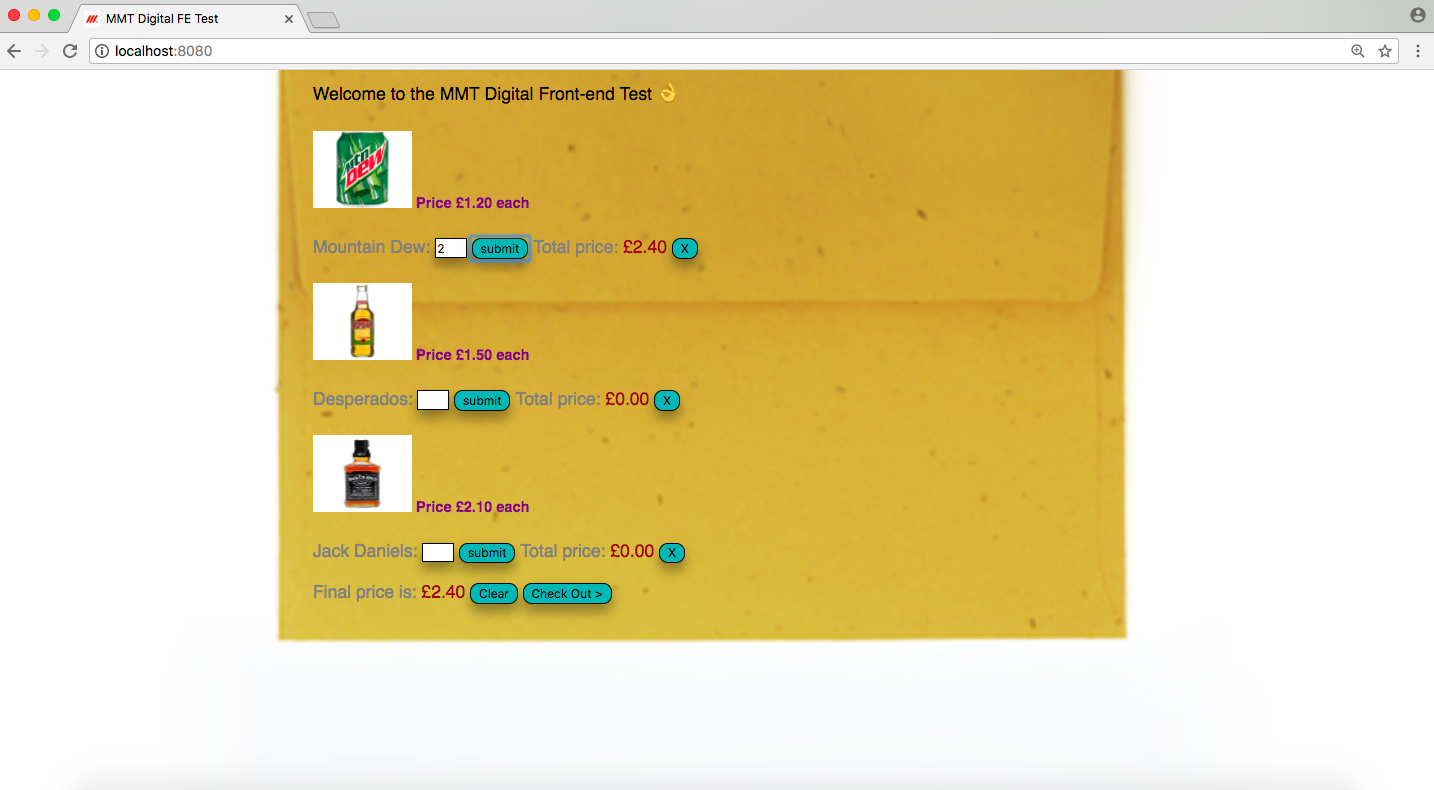 MMT Digital FE Test
localhost:8080
Welcome to the MMT Digital Front-end Test 👌
mtn DEW
Price £1.20 each
Mountain Dew: 2 submit Total price: £2.40 X
Price £1.50 each
Desperados: submit Total price: £0.00 X
Price £2.10 each
Jack Daniels: submit Total price: £0.00 X
Final price is: £2.40 Clear Check Out >